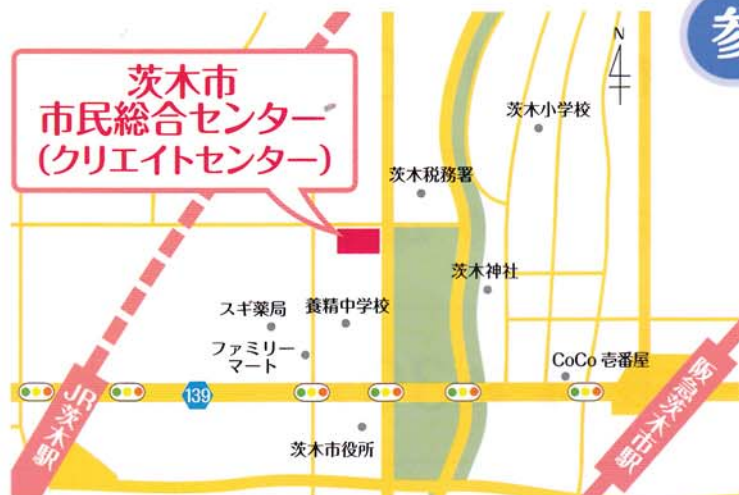 参
N
茨木市
市民総合センター
(クリエイトセンター)
茨木小学校
茨木税務署
茨木神社
スギ薬局
養精中学校
ファミリー
マート
CoCo 壱番屋
139
JR茨木駅
阪急茨木市駅
茨木市役所